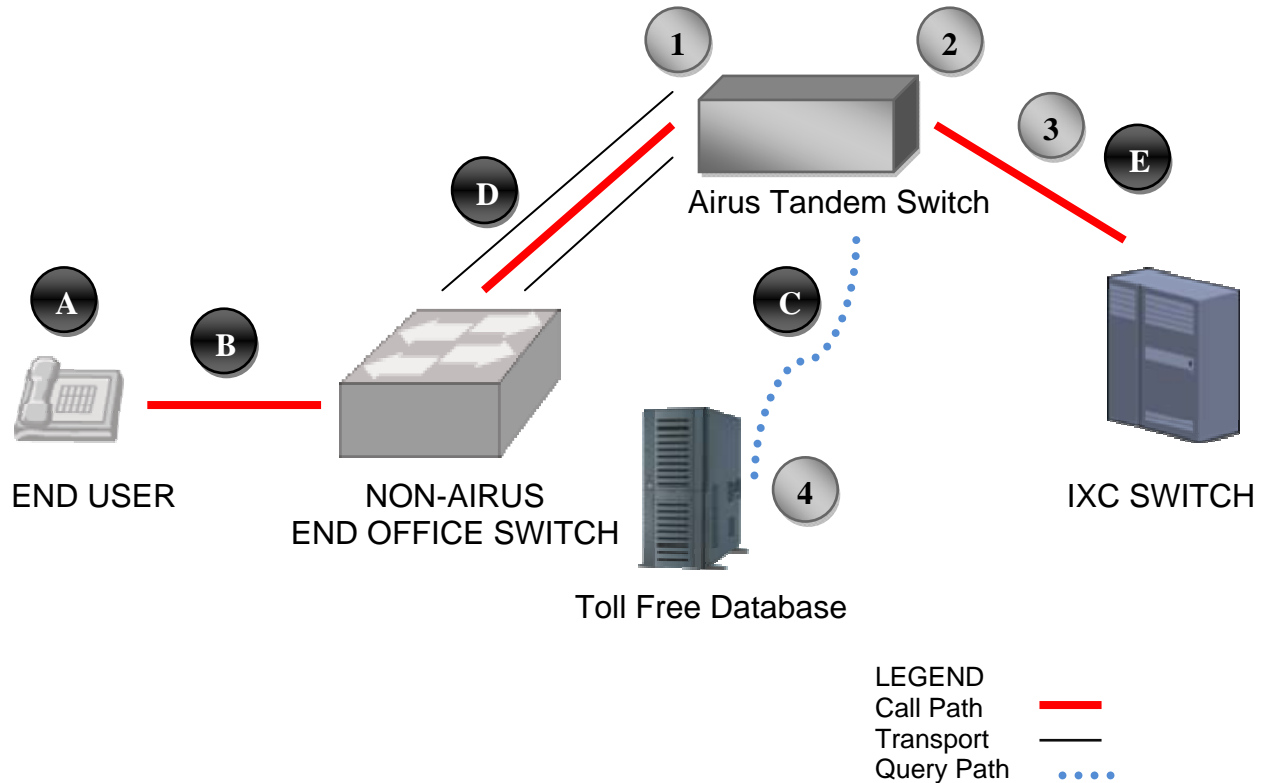 1
2
3
E
Airus Tandem Switch
D
C
A
B
END USER
NON-AIRUS
END OFFICE SWITCH
4
IXC SWITCH
Toll Free Database
LEGEND
Call Path
Transport
Query Path